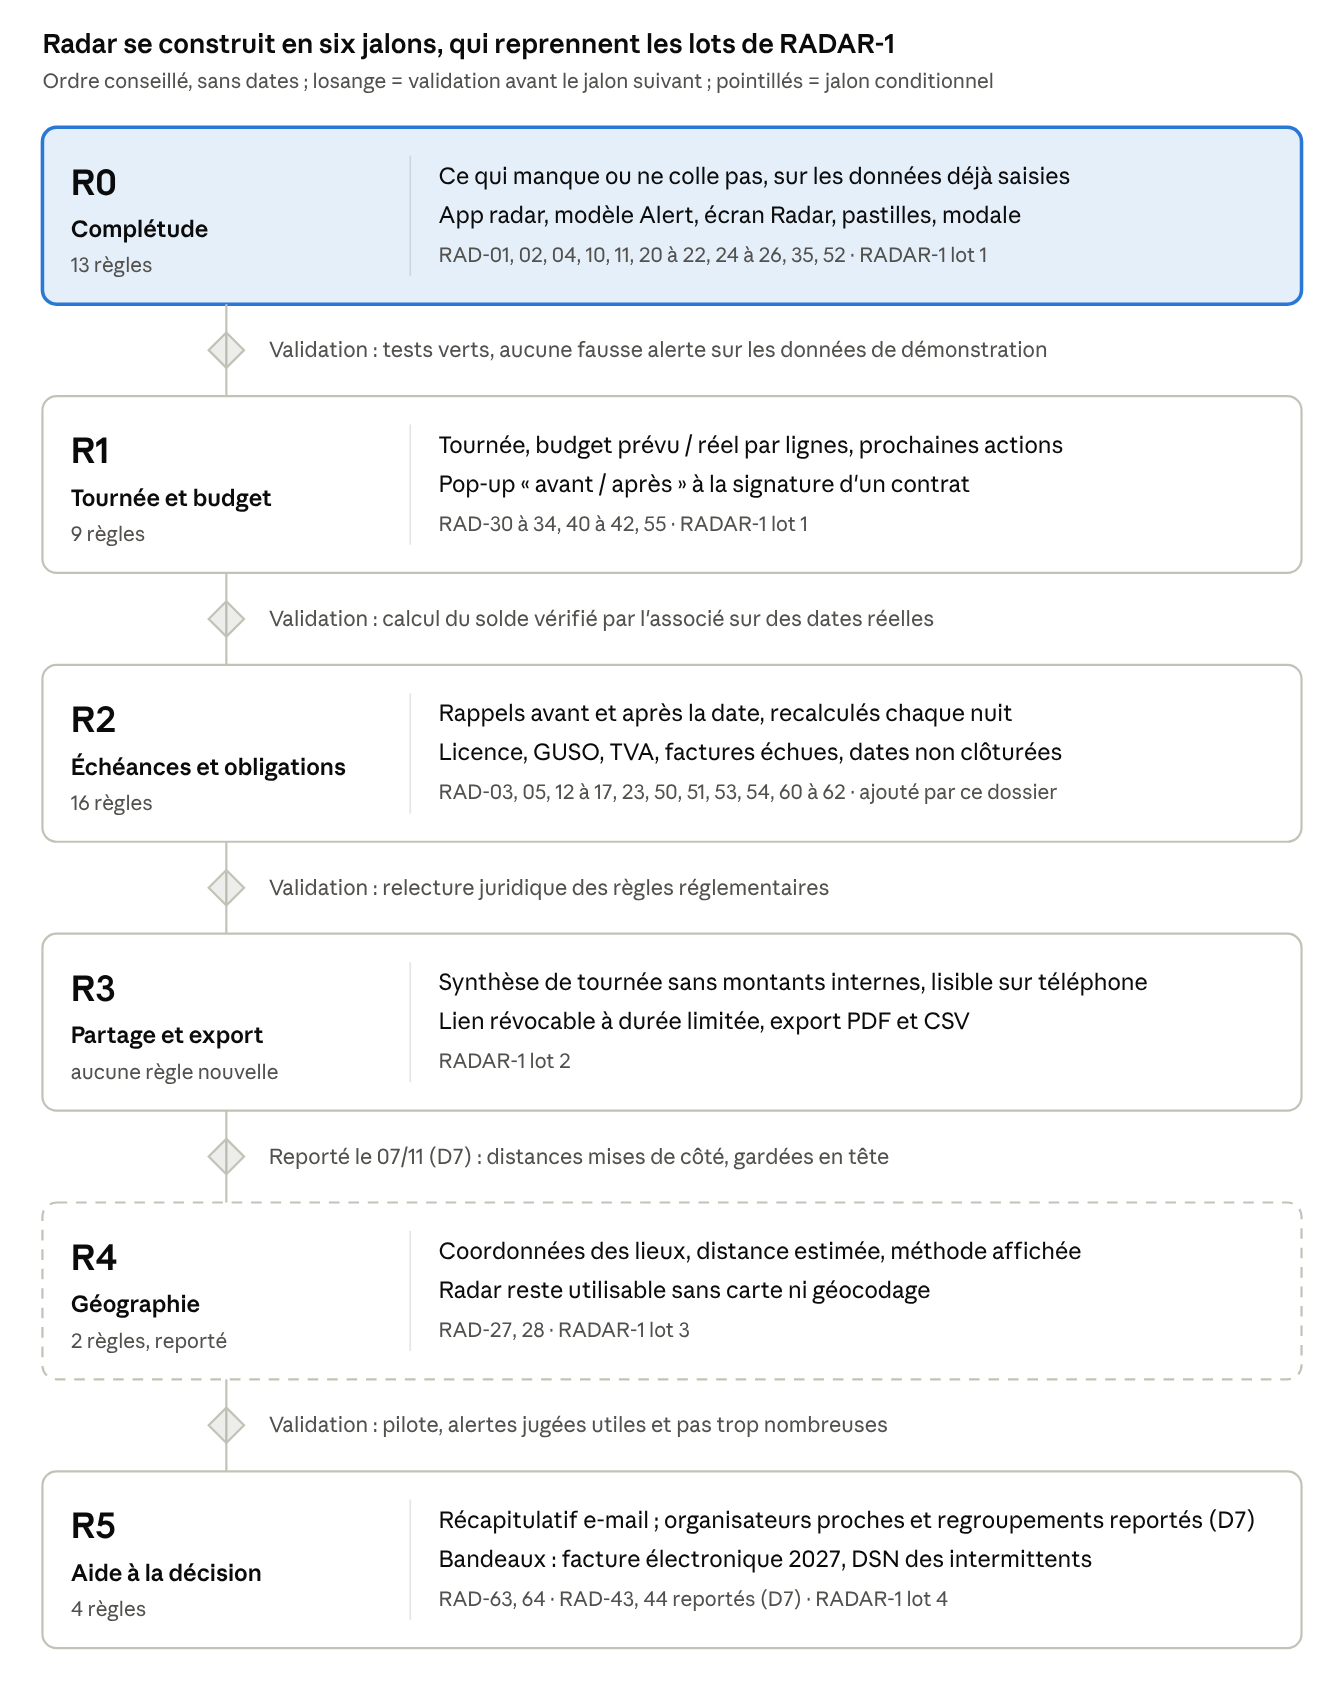 Radar se construit en six jalons, qui reprennent les lots de RADAR-1
Ordre conseillé, sans dates ; losange = validation avant le jalon suivant ; pointillés = jalon conditionnel
R0
Complétude
13 règles
Ce qui manque ou ne colle pas, sur les données déjà saisies
App radar, modèle Alert, écran Radar, pastilles, modale
RAD-01, 02, 04, 10, 11, 20 à 22, 24 à 26, 35, 52 · RADAR-1 lot 1
Validation : tests verts, aucune fausse alerte sur les données de démonstration
R1
Tournée et budget
9 règles
Tournée, budget prévu / réel par lignes, prochaines actions
Pop-up « avant / après » à la signature d'un contrat
RAD-30 à 34, 40 à 42, 55 · RADAR-1 lot 1
Validation : calcul du solde vérifié par l'associé sur des dates réelles
R2
Échéances et obligations
16 règles
Rappels avant et après la date, recalculés chaque nuit
Licence, GUSO, TVA, factures échues, dates non clôturées
RAD-03, 05, 12 à 17, 23, 50, 51, 53, 54, 60 à 62 · ajouté par ce dossier
Validation : relecture juridique des règles réglementaires
R3
Partage et export
aucune règle nouvelle
Synthèse de tournée sans montants internes, lisible sur téléphone
Lien révocable à durée limitée, export PDF et CSV
RADAR-1 lot 2
Reporté le 07/11 (D7) : distances mises de côté, gardées en tête
R4
Géographie
2 règles, reporté
Coordonnées des lieux, distance estimée, méthode affichée
Radar reste utilisable sans carte ni géocodage
RAD-27, 28 · RADAR-1 lot 3
Validation : pilote, alertes jugées utiles et pas trop nombreuses
R5
Aide à la décision
4 règles
Récapitulatif e-mail ; organisateurs proches et regroupements reportés (D7)
Bandeaux : facture électronique 2027, DSN des intermittents
RAD-63, 64 · RAD-43, 44 reportés (D7) · RADAR-1 lot 4